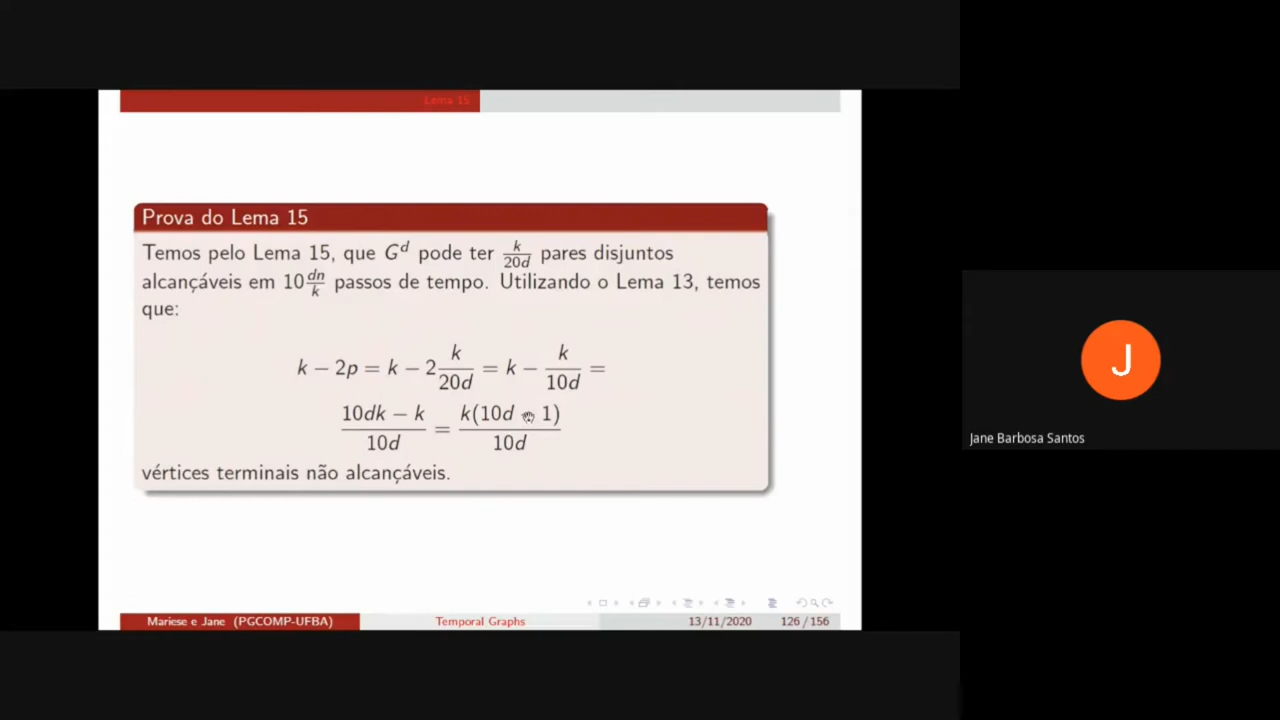 Lema 15
Prova do Lema 15
Temos pelo Lema 15, que G^d pode ter k/20d pares disjuntos
alcançáveis em 10 dn/k passos de tempo. Utilizando o Lema 13, temos
que:
k − 2p = k − 2 k/20d = k − k/10d =
10dk − k/10d = k(10d 1)/10d
vértices terminais não alcançáveis.
Mariese e Jane (PGCOMP-UFBA) Temporal Graphs 13/11/2020 126 / 156
J
Jane Barbosa Santos